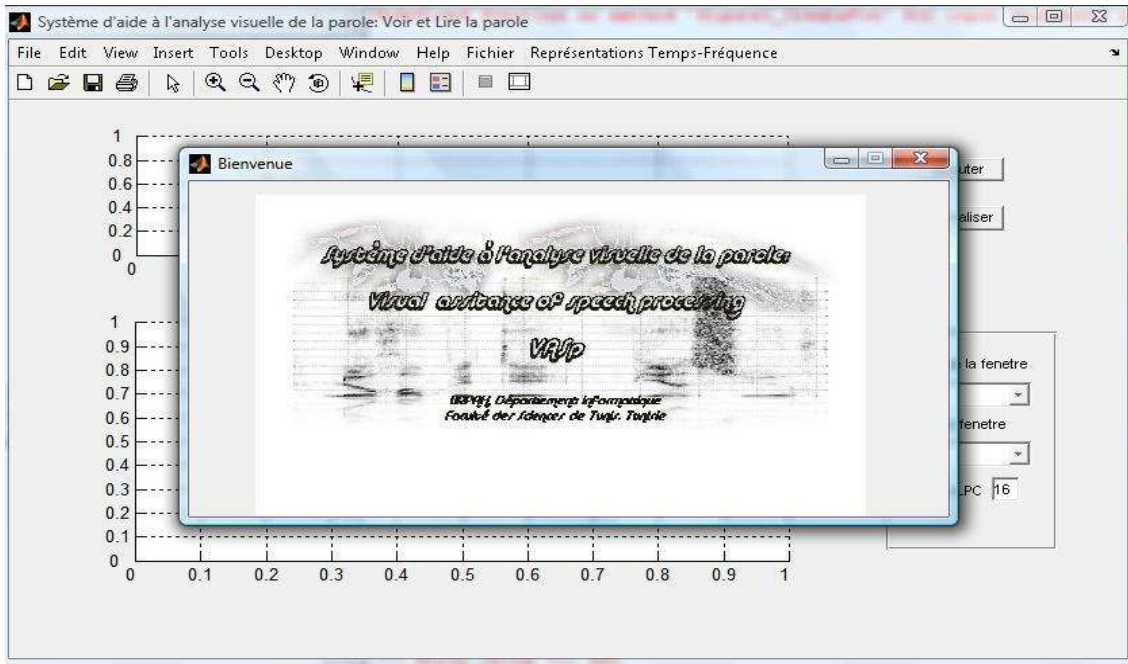 Système d'aide à l'analyse visuelle de la parole: Voir et Lire la parole
File Edit View Insert Tools Desktop Window Help Fichier Représentations Temps-Fréquence
1
0.8
0.6
0.4
0.2
0
0
Bienvenue
Système d'aide à l'analyse visuelle de la parole:
Visual assitance of speech processing
VASp
Département informatique
Faculté des Sciences de Tunis. Tunisie
uter
aliser
1
0.9
0.8
0.7
0.6
0.5
0.4
0.3
0.2
0.1
0
0 0.1 0.2 0.3 0.4 0.5 0.6 0.7 0.8 0.9 1
la fenetre
fenetre
LPC 16